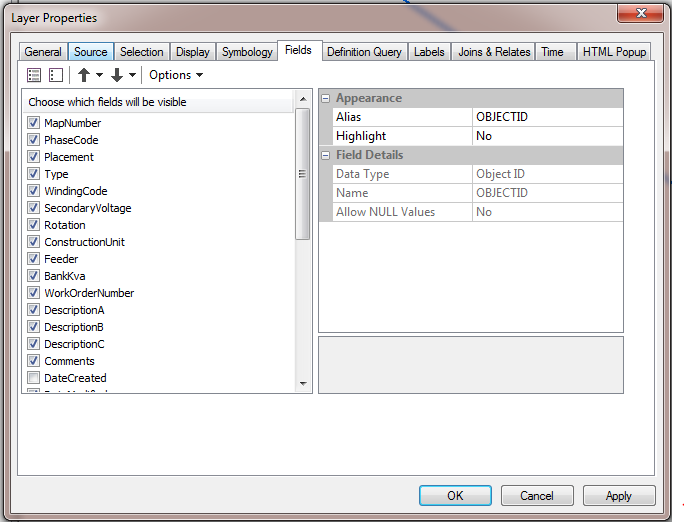 Layer Properties
General Source Selection Display Symbology Fields Definition Query Labels Joins & Relates Time HTML Popup
Options
Choose which fields will be visible
MapNumber
PhaseCode
Placement
Type
WindingCode
SecondaryVoltage
Rotation
ConstructionUnit
Feeder
BankKva
WorkOrderNumber
DescriptionA
DescriptionB
DescriptionC
Comments
DateCreated
Appearance
Alias OBJECTID
Highlight No
Field Details
Data Type Object ID
Name OBJECTID
Allow NULL Values No
OK Cancel Apply